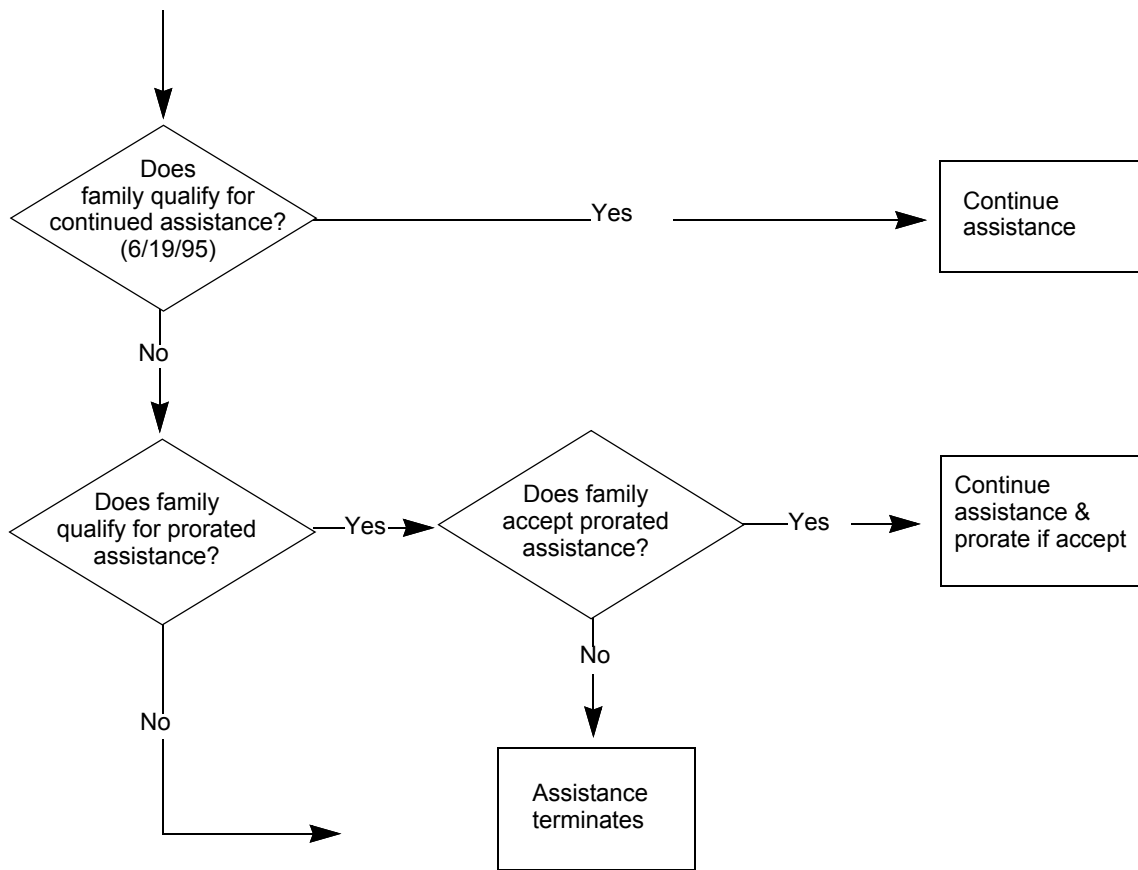 Does
family qualify for
continued assistance?
(6/19/95)
Yes
Continue
assistance
No
Does family
qualify for prorated
assistance?
Yes
Does family
accept prorated
assistance?
Yes
Continue
assistance &
prorate if accept
No
No
Assistance
terminates